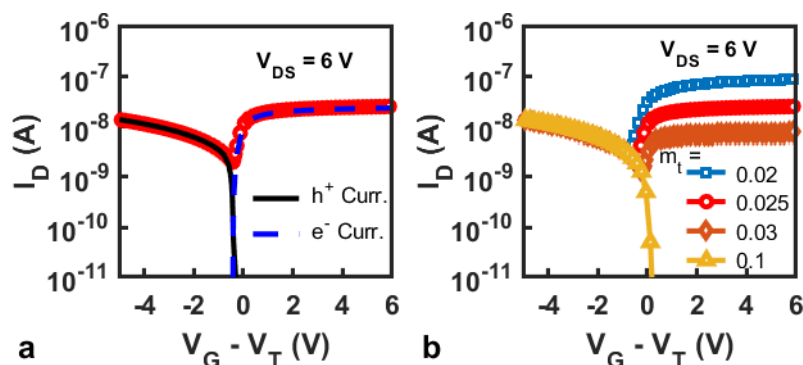 10^-6
10^-7
10^-8
10^-9
10^-10
10^-11
I_D (A)
V_DS = 6 V
h^+ Curr.
e^- Curr.
-4 -2 0 2 4 6
V_G - V_T (V)
a
10^-6
10^-7
10^-8
10^-9
10^-10
10^-11
I_D (A)
V_DS = 6 V
m_t =
0.02
0.025
0.03
0.1
-4 -2 0 2 4 6
V_G - V_T (V)
b